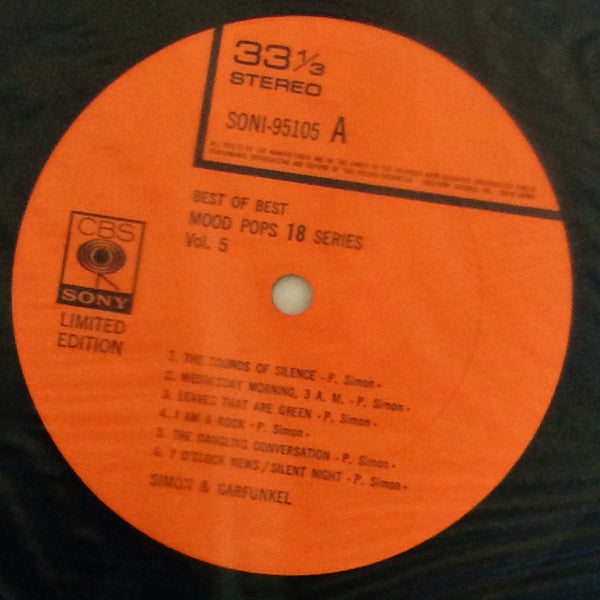 33 1/3
STEREO
SONI-95105 A
BEST OF BEST
MOOD POPS 18 SERIES
Vol. 5
CBS
SONY
LIMITED
EDITION
1. THE SOUNDS OF SILENCE - P. Simon -
2. WEDNESDAY MORNING, 3 A. M. - P. Simon -
3. LEAVES THAT ARE GREEN - P. Simon -
4. I AM A ROCK - P. Simon -
5. THE DANGLING CONVERSATION - P. Simon -
6. 7 O'CLOCK NEWS / SILENT NIGHT - P. Simon -
SIMON & GARFUNKEL